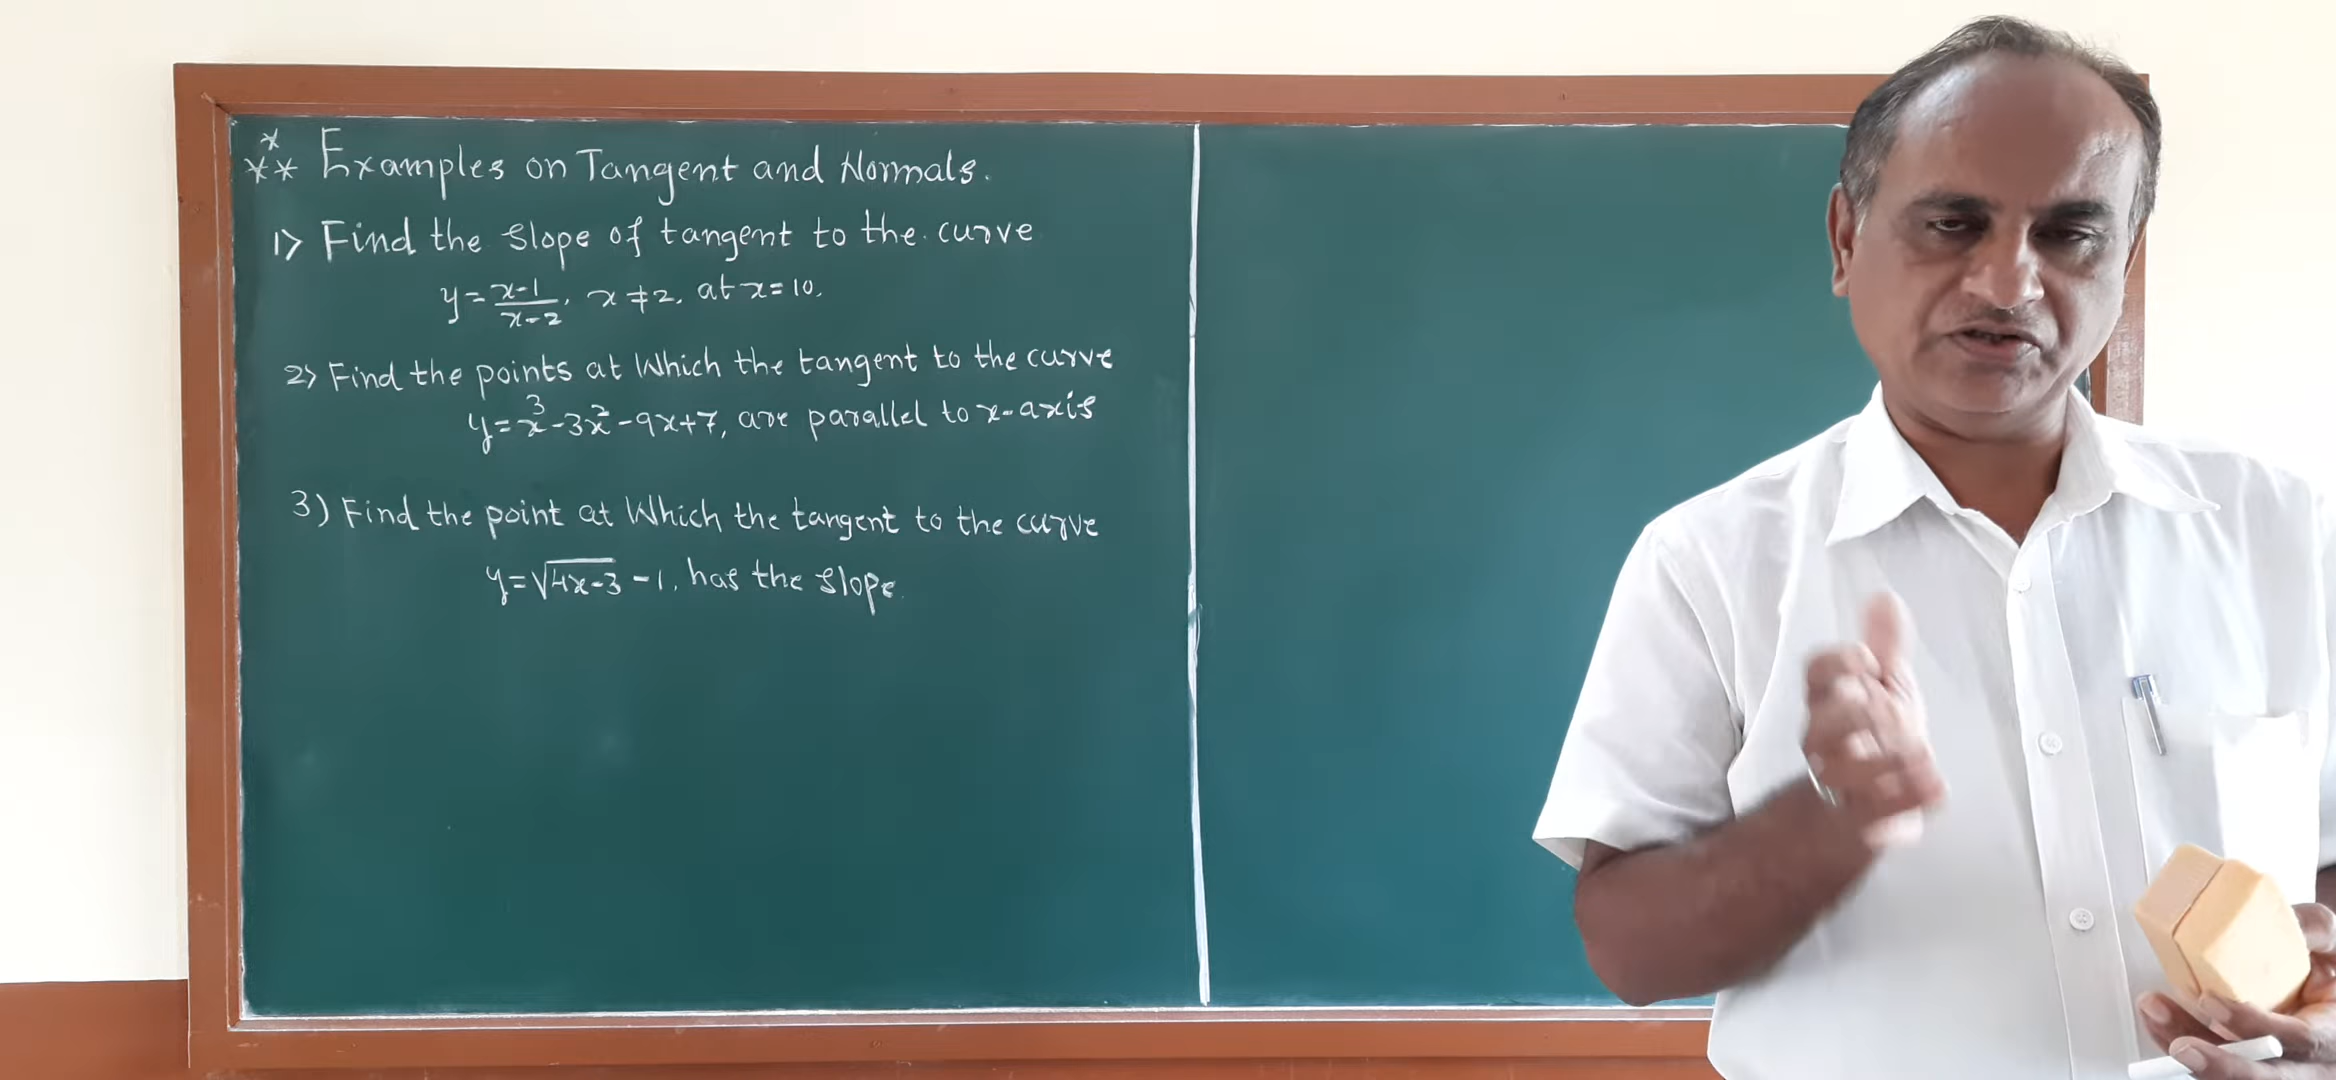 *** Examples on Tangent and Normals.
1> Find the slope of tangent to the curve
y = x-1/x-2, x ≠ 2, at x = 10.
2> Find the points at Which the tangent to the curve
y = x³-3x²-9x+7, are parallel to x-axis
3) Find the point at Which the tangent to the curve
y = √4x-3 - 1, has the slope.